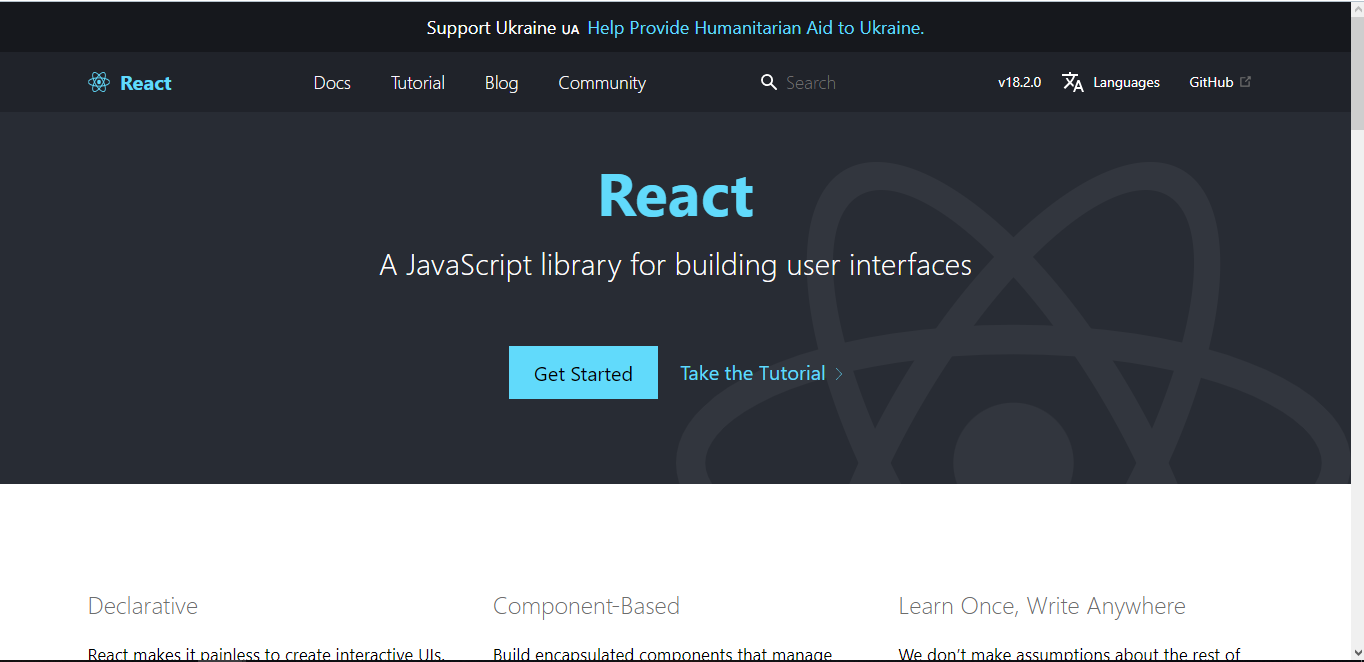 Support Ukraine UA Help Provide Humanitarian Aid to Ukraine.
React Docs Tutorial Blog Community Search v18.2.0 Languages GitHub
React
A JavaScript library for building user interfaces
Get Started Take the Tutorial
Declarative Component-Based Learn Once, Write Anywhere
React makes it painless to create interactive UIs. Build encapsulated components that manage We don’t make assumptions about the rest of